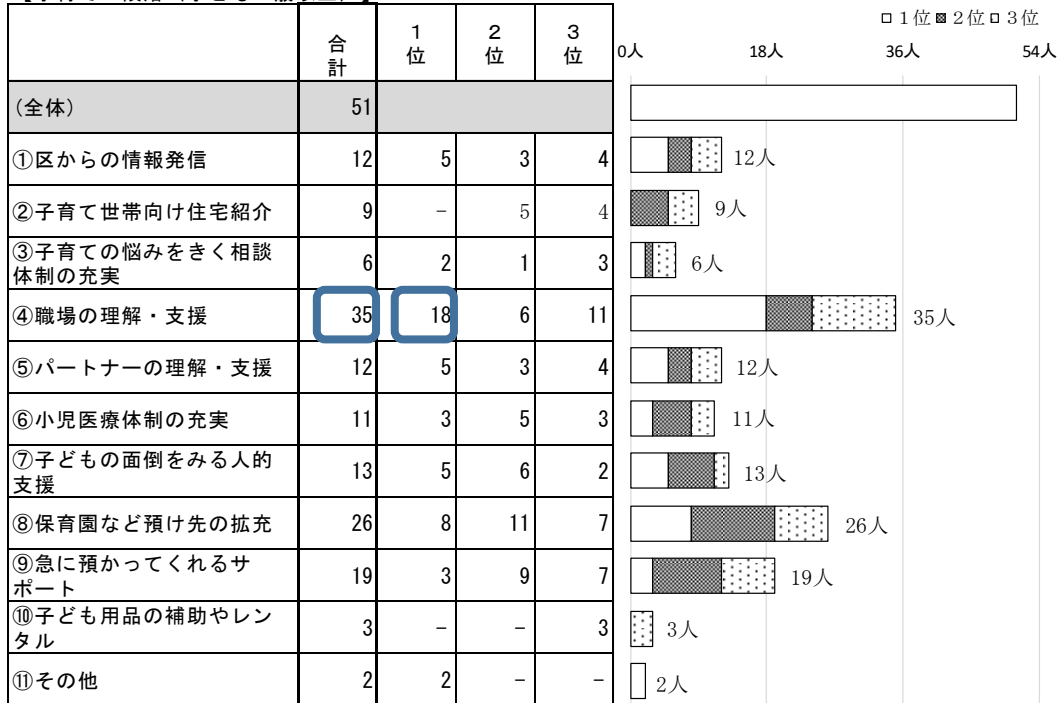 □1位■2位□3位
合計 1位 2位 3位
0人 18人 36人 54人
(全体) 51
①区からの情報発信 12 5 3 4 12人
②子育て世帯向け住宅紹介 9 － 5 4 9人
③子育ての悩みをきく相談
体制の充実 6 2 1 3 6人
④職場の理解・支援 35 18 6 11 35人
⑤パートナーの理解・支援 12 5 3 4 12人
⑥小児医療体制の充実 11 3 5 3 11人
⑦子どもの面倒をみる人的
支援 13 5 6 2 13人
⑧保育園など預け先の拡充 26 8 11 7 26人
⑨急に預かってくれるサ
ポート 19 3 9 7 19人
⑩子ども用品の補助やレン
タル 3 － － 3 3人
⑪その他 2 2 － － 2人